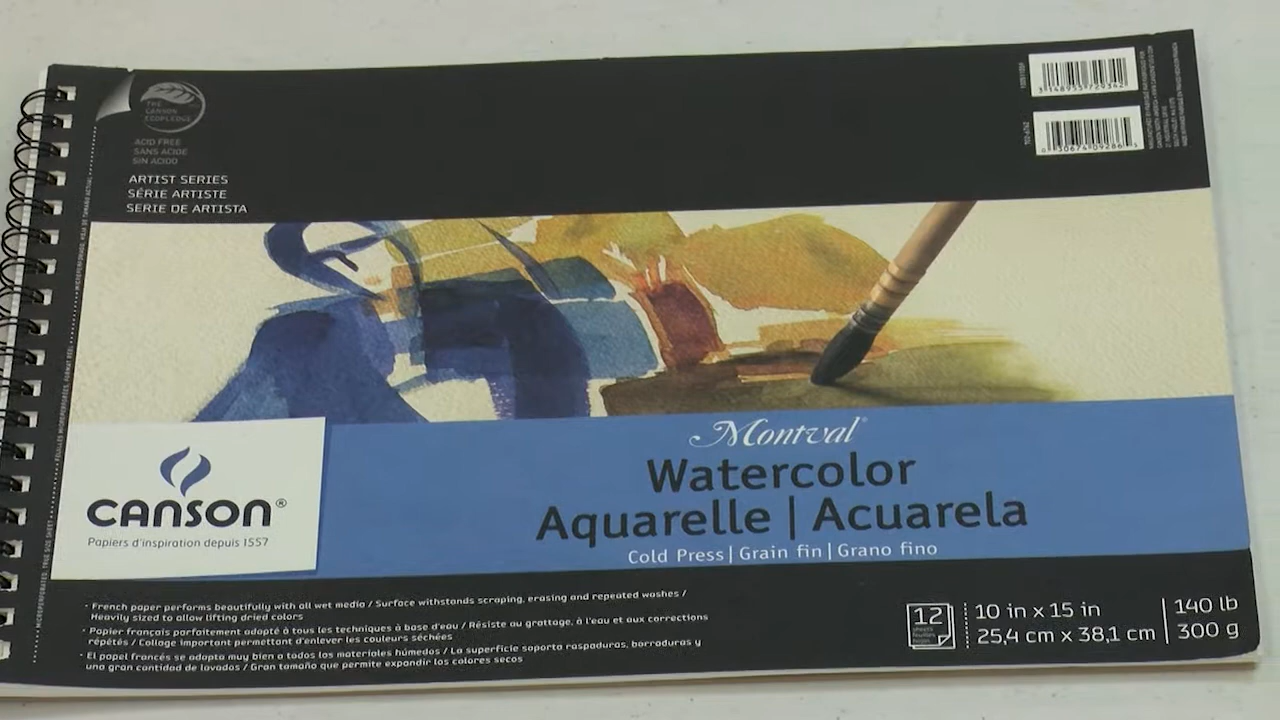 THE
CANSON
ECOPLEDGE
ACID FREE
SANS ACIDE
SIN ACIDO
ARTIST SERIES
SÉRIE ARTISTE
SERIE DE ARTISTA
Montval®
Watercolor
Aquarelle | Acuarela
Cold Press | Grain fin | Grano fino
CANSON®
Papiers d'inspiration depuis 1557
• French paper performs beautifully with all wet media / Surface withstands scraping, erasing and repeated washes /
Heavily sized to allow lifting dried colors
• Papier français parfaitement adapté à tous les techniques à base d'eau / Résiste au grattage, à l'eau et aux corrections
répétés / Collage important permettant d'enlever les couleurs séchées
• El papel francés se adapta muy bien a todos los materiales húmedos / La superficie soporta raspaduras, borraduras y
una gran cantidad de lavados / Gran tamaño que permite expandir los colores secos
12
sheets
feuilles
hojas
10 in x 15 in
25,4 cm x 38,1 cm
140 lb
300 g